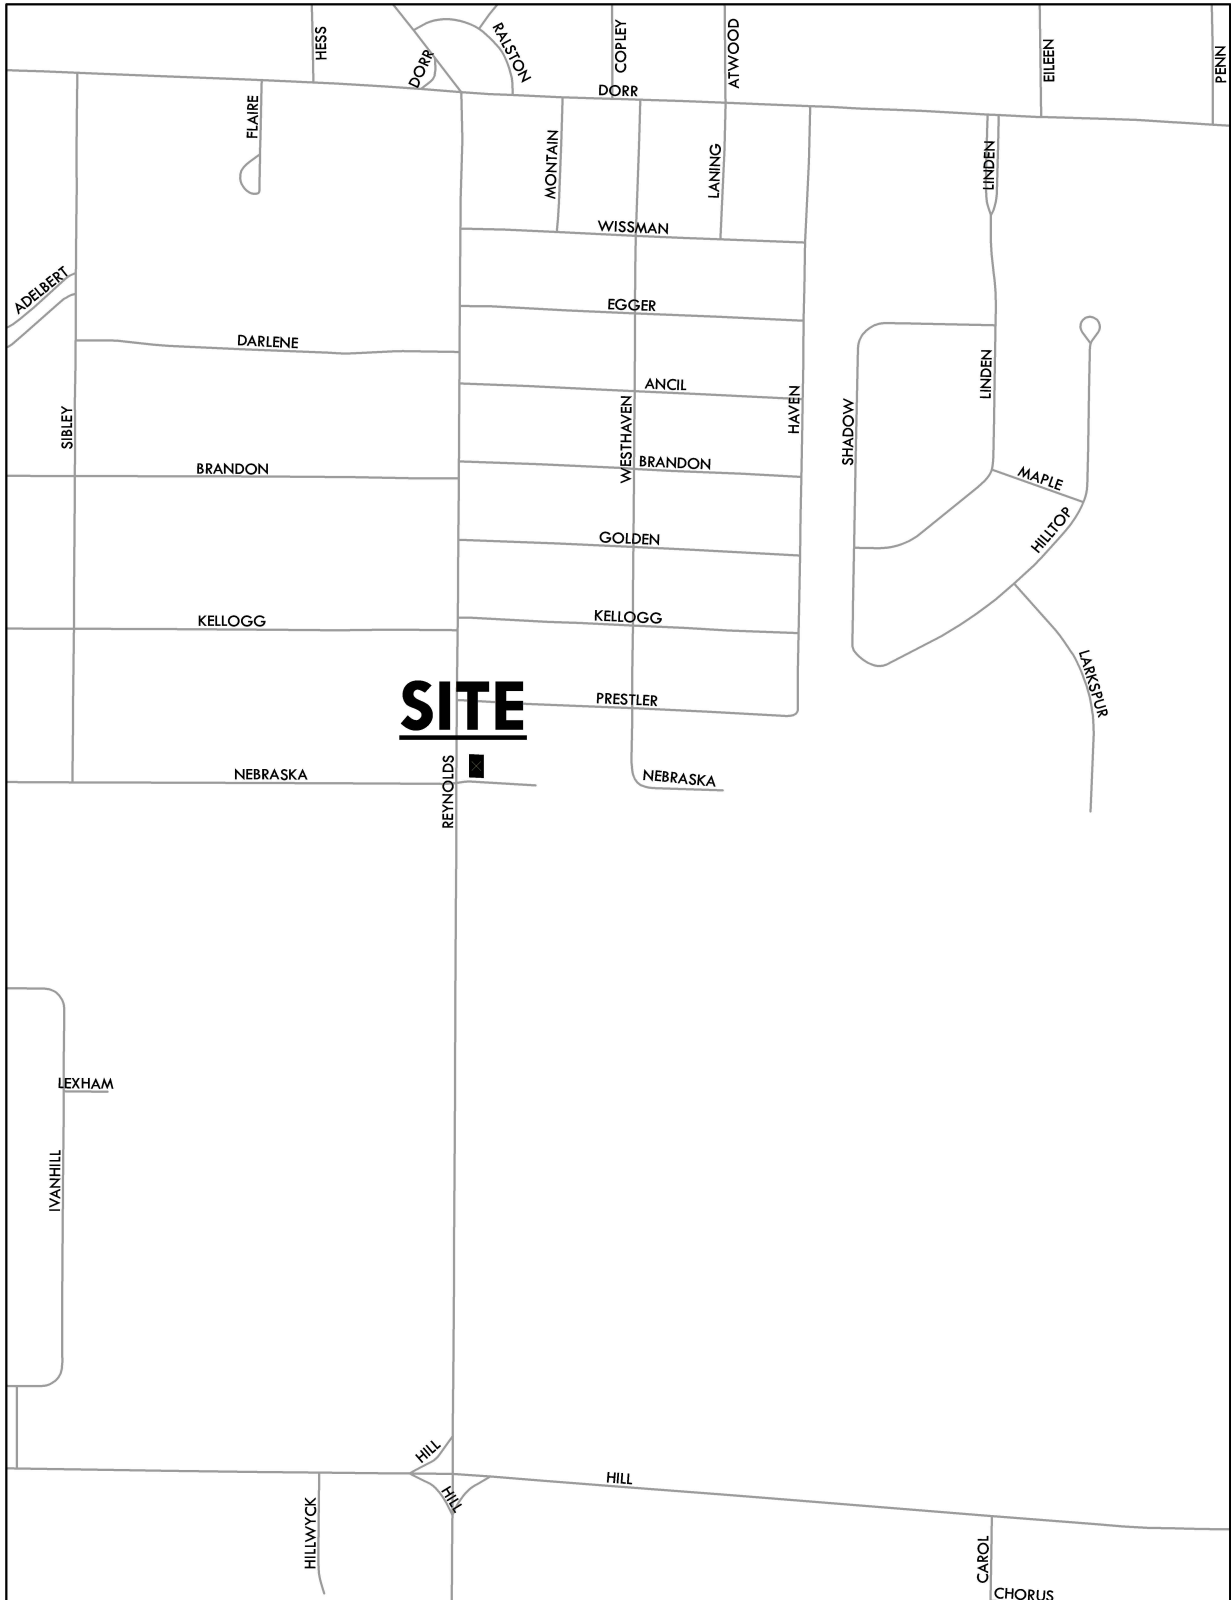 HESS
DORR
RALSTON
COPLEY
ATWOOD
EILEEN
PENN
DORR
FLAIRE
MONTAIN
LANING
LINDEN
WISSMAN
ADELBERT
EGGER
DARLENE
LINDEN
ANCIL
SIBLEY
WESTHAVEN
HAVEN
SHADOW
BRANDON
BRANDON
MAPLE
HILLTOP
GOLDEN
KELLOGG
KELLOGG
LARKSPUR
SITE
PRESTLER
NEBRASKA
REYNOLDS
NEBRASKA
LEXHAM
IVANHILL
HILL
HILL
HILL
HILLWYCK
CAROL
CHORUS